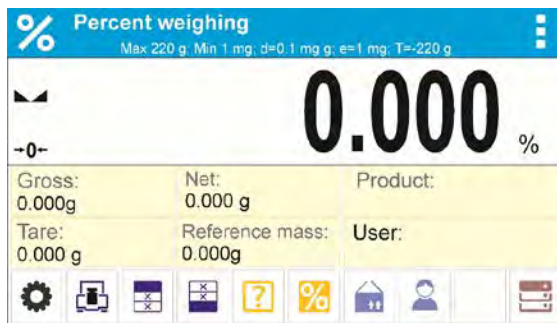 % Percent weighing
Max 220 g; Min 1 mg; d=0.1 mg g; e=1 mg; T=-220 g
0.000 %
→0←
Gross: Net: Product:
0.000g 0.000 g
Tare: Reference mass: User:
0.000 g 0.000g
? %